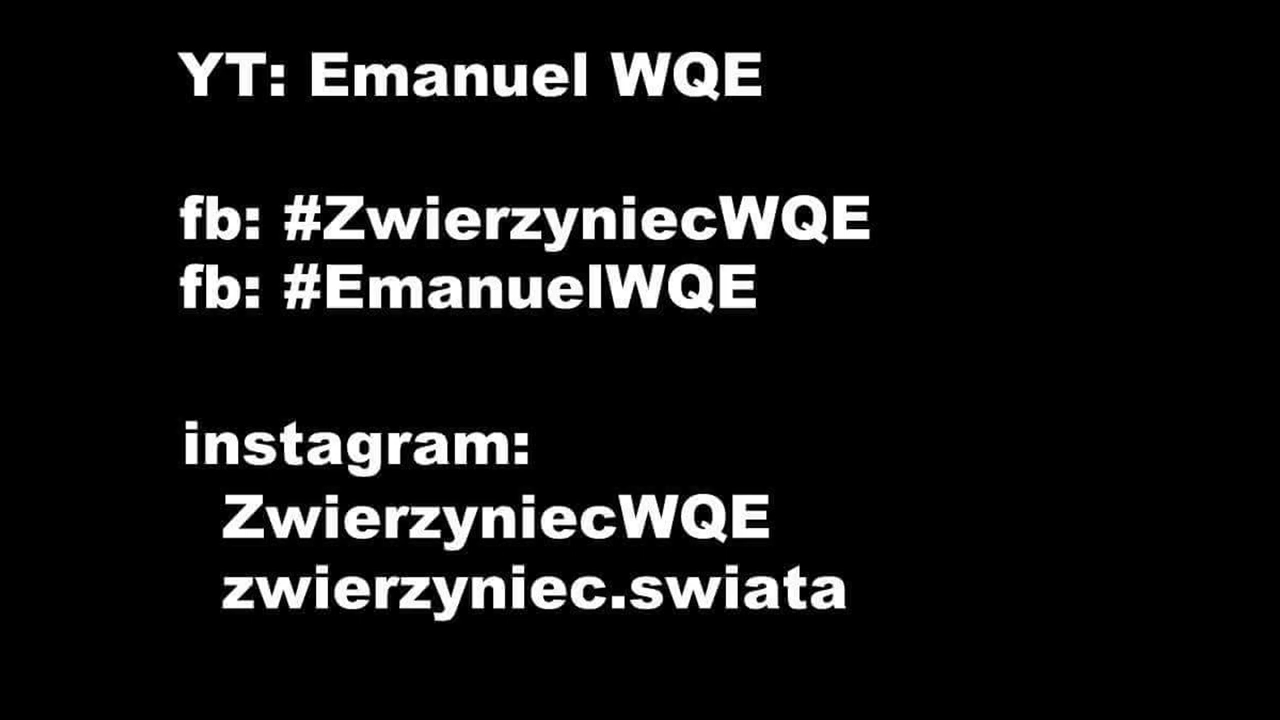 YT: Emanuel WQE
fb: #ZwierzyniecWQE
fb: #EmanuelWQE
instagram:
ZwierzyniecWQE
zwierzyniec.swiata